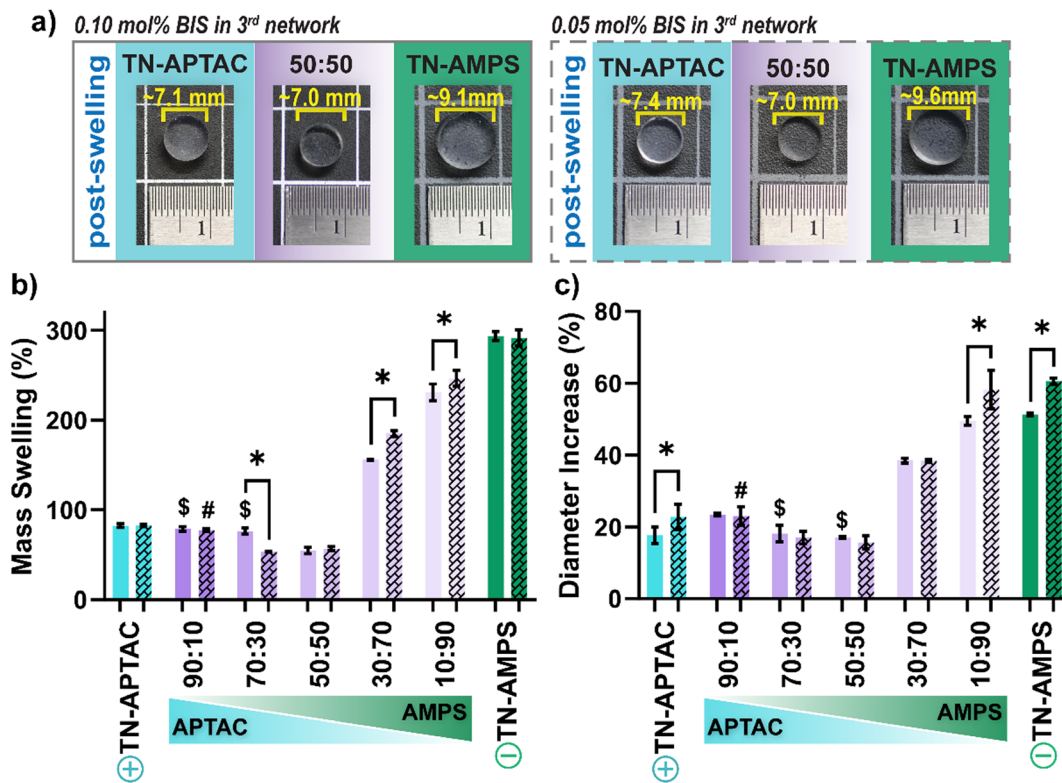 a)
0.10 mol% BIS in 3rd network
0.05 mol% BIS in 3rd network
post-swelling
TN-APTAC
50:50
TN-AMPS
~7.1 mm
~7.0 mm
~9.1mm
1
1
1
post-swelling
TN-APTAC
50:50
TN-AMPS
~7.4 mm
~7.0 mm
~9.6mm
1
1
1
b)
Mass Swelling (%)
300
200
100
0
$
#
$
*
*
*
+TN-APTAC
90:10
70:30
50:50
30:70
10:90
−TN-AMPS
APTAC
AMPS
c)
Diameter Increase (%)
80
60
40
20
0
*
#
$
$
*
*
+TN-APTAC
90:10
70:30
50:50
30:70
10:90
−TN-AMPS
APTAC
AMPS